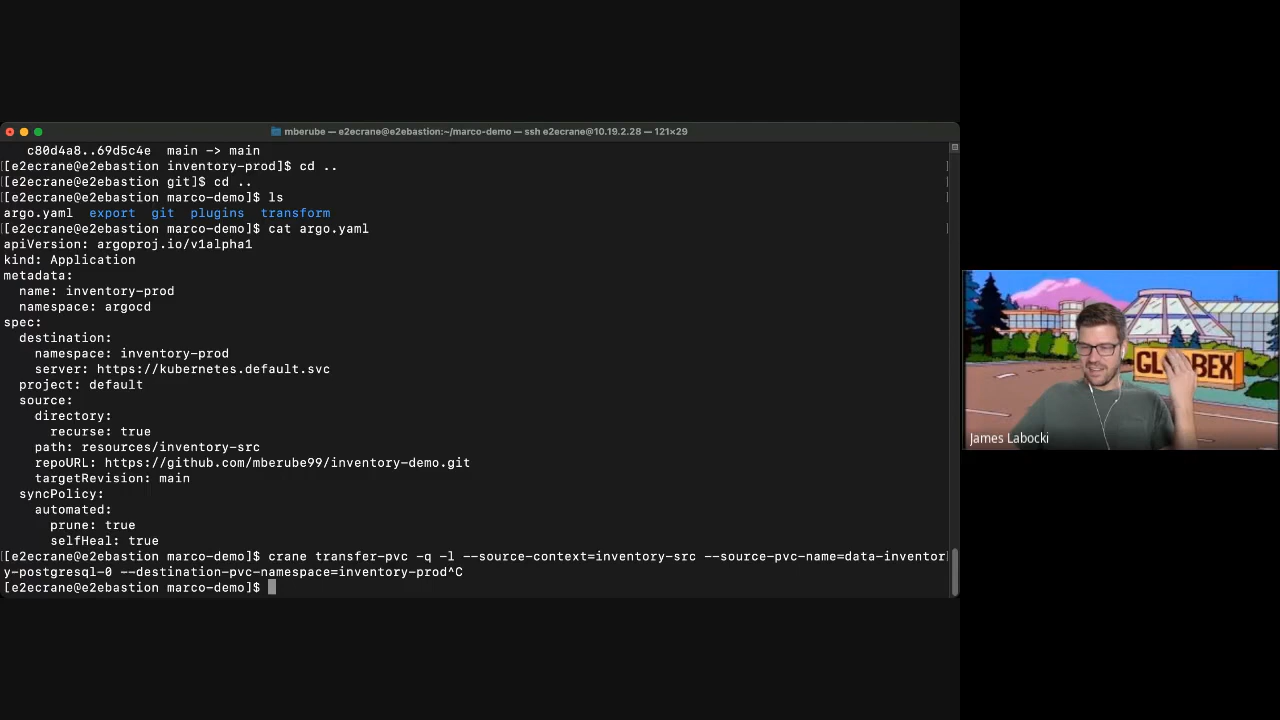 mberube — e2ecrane@e2ebastion:~/marco-demo — ssh e2ecrane@10.19.2.28 — 121×29
c80d4a8..69d5c4e  main -> main
[[e2ecrane@e2ebastion inventory-prod]$ cd ..
[[e2ecrane@e2ebastion git]$ cd ..
[[e2ecrane@e2ebastion marco-demo]$ ls
argo.yaml  export  git  plugins  transform
[[e2ecrane@e2ebastion marco-demo]$ cat argo.yaml
apiVersion: argoproj.io/v1alpha1
kind: Application
metadata:
  name: inventory-prod
  namespace: argocd
spec:
  destination:
    namespace: inventory-prod
    server: https://kubernetes.default.svc
  project: default
  source:
    directory:
      recurse: true
    path: resources/inventory-src
    repoURL: https://github.com/mberube99/inventory-demo.git
    targetRevision: main
  syncPolicy:
    automated:
      prune: true
      selfHeal: true
[[e2ecrane@e2ebastion marco-demo]$ crane transfer-pvc -q -l --source-context=inventory-src --source-pvc-name=data-inventor]
y-postgresql-0 --destination-pvc-namespace=inventory-prod^C
[e2ecrane@e2ebastion marco-demo]$
GLOBEX
James Labocki